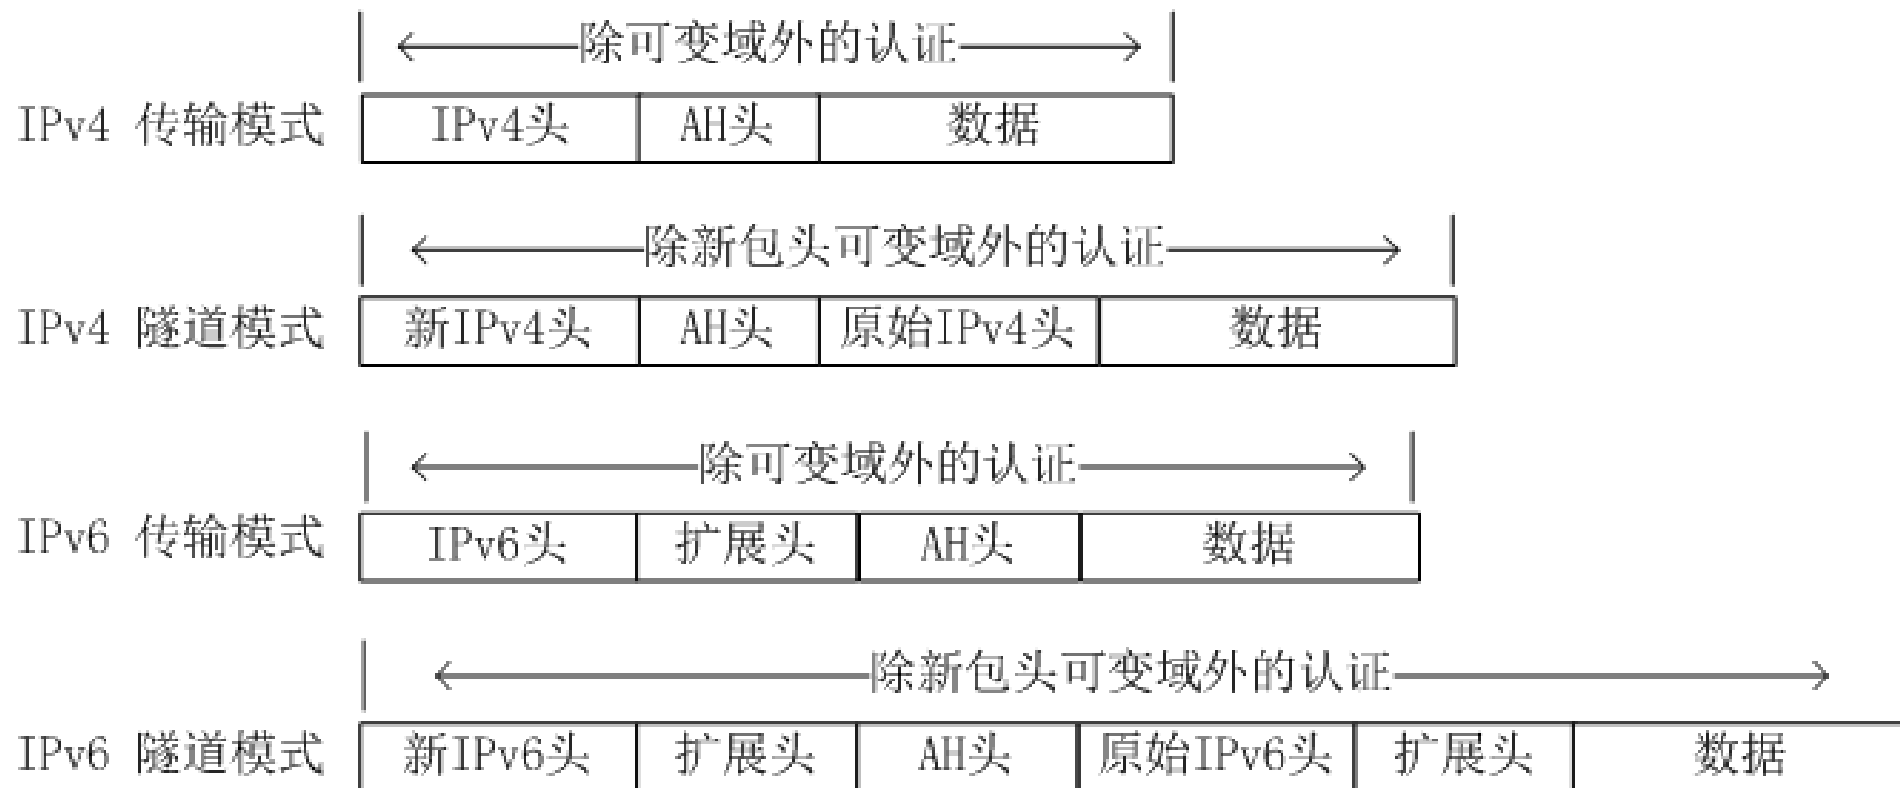 除可变域外的认证
IPv4 传输模式 IPv4头 AH头 数据
除新包头可变域外的认证
IPv4 隧道模式 新IPv4头 AH头 原始IPv4头 数据
除可变域外的认证
IPv6 传输模式 IPv6头 扩展头 AH头 数据
除新包头可变域外的认证
IPv6 隧道模式 新IPv6头 扩展头 AH头 原始IPv6头 扩展头 数据